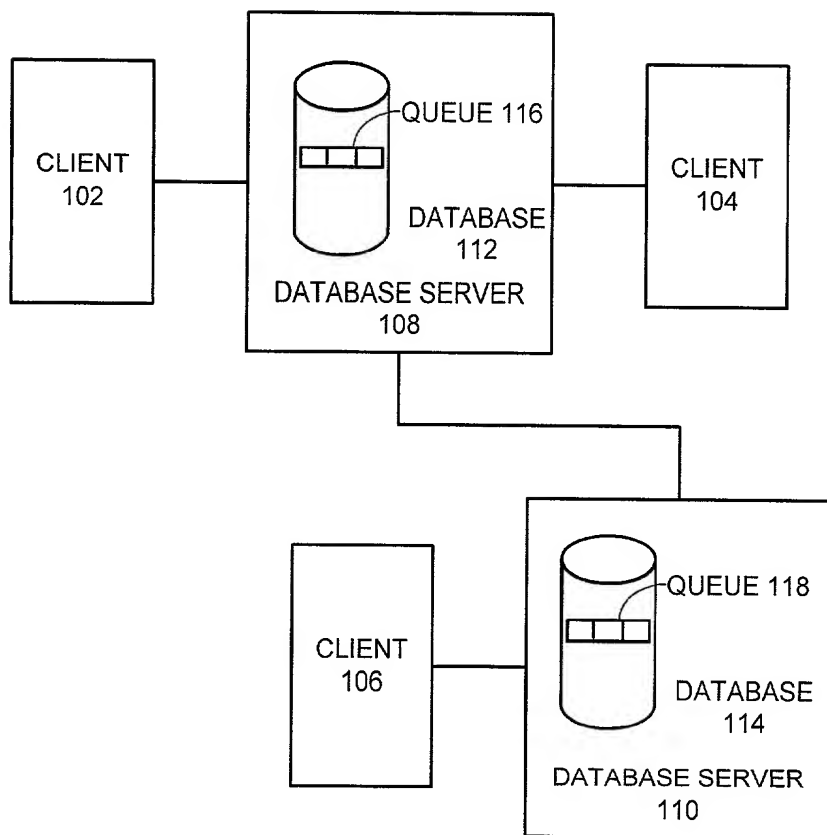 CLIENT
102
QUEUE 116
DATABASE
112
DATABASE SERVER
108
CLIENT
104
CLIENT
106
QUEUE 118
DATABASE
114
DATABASE SERVER
110